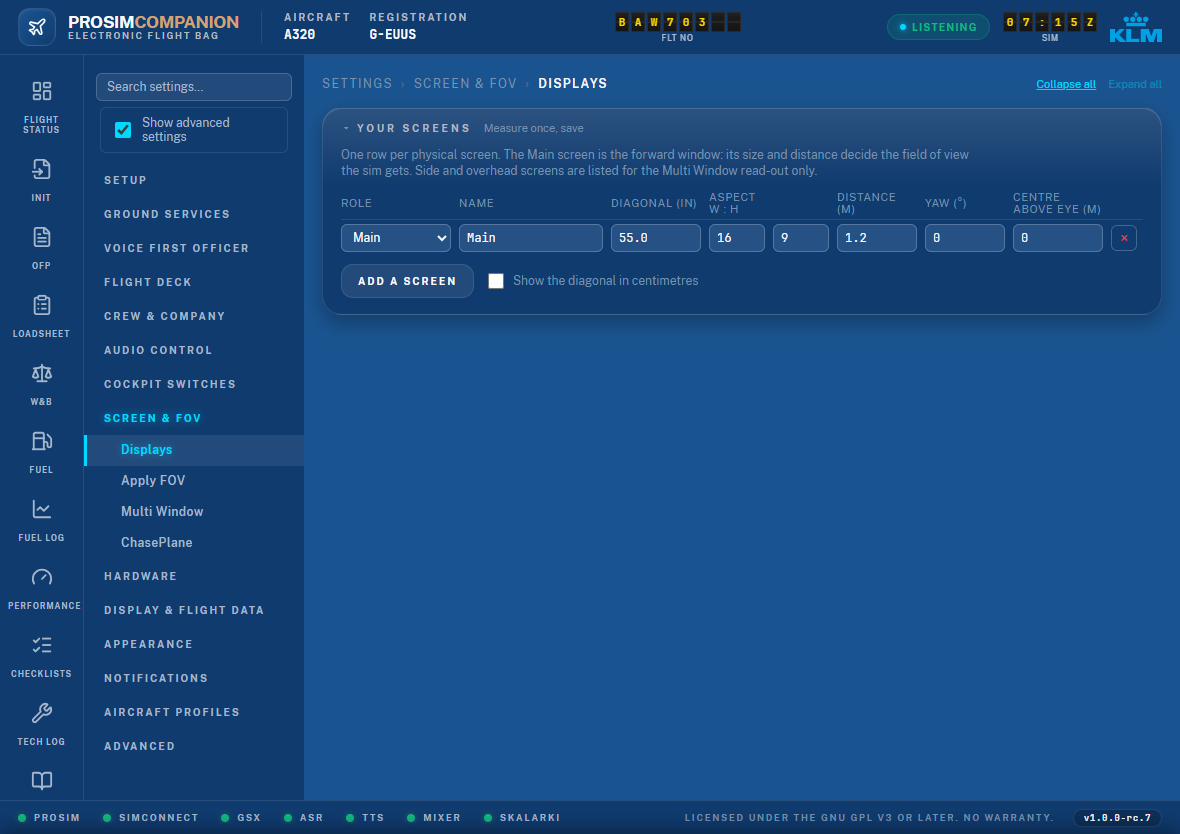 PROSIMCOMPANION
ELECTRONIC FLIGHT BAG
AIRCRAFT
A320
REGISTRATION
G-EUUS
BAW703
FLT NO
LISTENING
07:15Z
SIM
KLM
FLIGHT STATUS
INIT
OFP
LOADSHEET
W&B
FUEL
FUEL LOG
PERFORMANCE
CHECKLISTS
TECH LOG
Search settings...
Show advanced
settings
SETUP
GROUND SERVICES
VOICE FIRST OFFICER
FLIGHT DECK
CREW & COMPANY
AUDIO CONTROL
COCKPIT SWITCHES
SCREEN & FOV
Displays
Apply FOV
Multi Window
ChasePlane
HARDWARE
DISPLAY & FLIGHT DATA
APPEARANCE
NOTIFICATIONS
AIRCRAFT PROFILES
ADVANCED
SETTINGS › SCREEN & FOV › DISPLAYS
Collapse all Expand all
YOUR SCREENS Measure once, save
One row per physical screen. The Main screen is the forward window: its size and distance decide the field of view
the sim gets. Side and overhead screens are listed for the Multi Window read-out only.
ROLE NAME DIAGONAL (IN) ASPECT W : H DISTANCE (M) YAW (°) CENTRE ABOVE EYE (M)
Main Main 55.0 16 9 1.2 0 0 ×
ADD A SCREEN Show the diagonal in centimetres
PROSIM SIMCONNECT GSX ASR TTS MIXER SKALARKI
LICENSED UNDER THE GNU GPL V3 OR LATER. NO WARRANTY. v1.0.0-rc.7